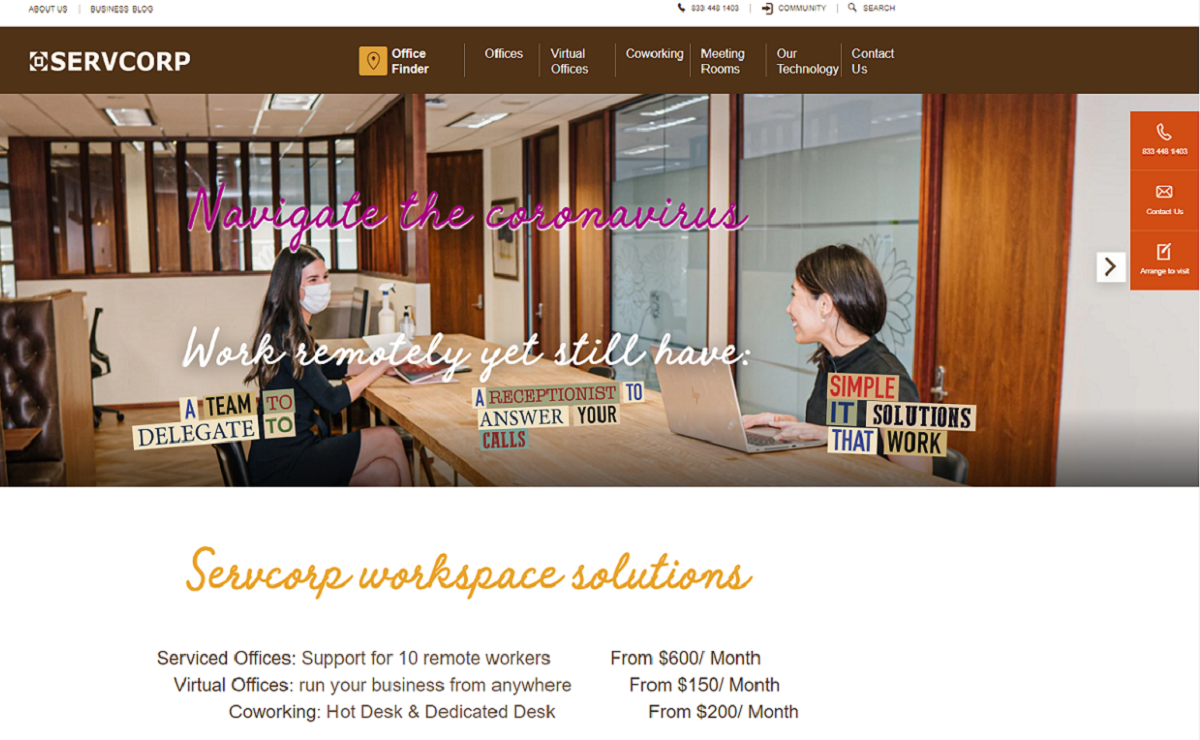 ABOUT US | BUSINESS BLOG
833 448 1403 | COMMUNITY | SEARCH
SERVCORP
Office
Finder
Offices
Virtual
Offices
Coworking
Meeting
Rooms
Our
Technology
Contact
Us
833 448 1403
Contact Us
Arrange to visit
Navigate the coronavirus
Work remotely yet still have:
A TEAM TO
DELEGATE TO
A RECEPTIONIST TO
ANSWER YOUR
CALLS
SIMPLE
IT SOLUTIONS
THAT WORK
Servcorp workspace solutions
Serviced Offices: Support for 10 remote workers From $600/ Month
Virtual Offices: run your business from anywhere From $150/ Month
Coworking: Hot Desk & Dedicated Desk From $200/ Month